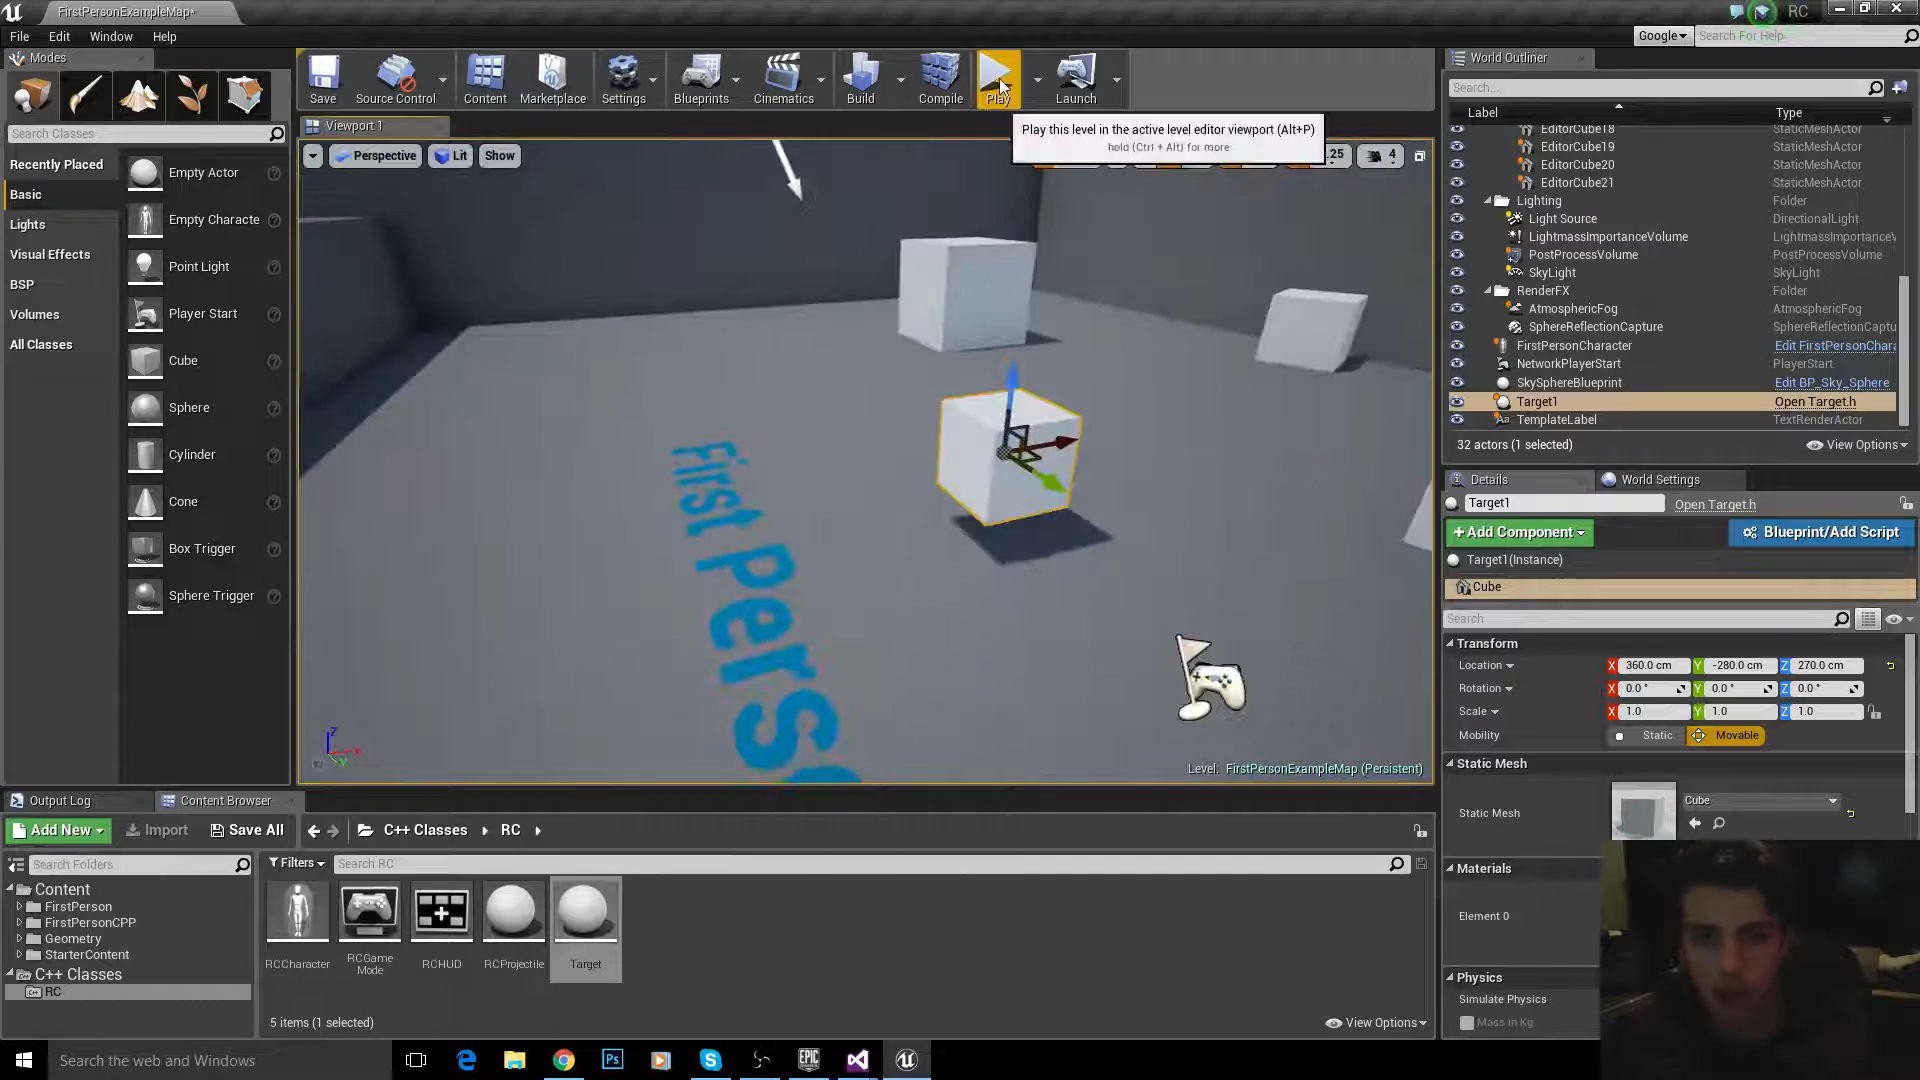 FirstPersonExampleMap*
RC
File Edit Window Help
Google
Search For Help
Modes
Search Classes
Recently Placed
Basic
Lights
Visual Effects
BSP
Volumes
All Classes
Empty Actor
Empty Characte
Point Light
Player Start
Cube
Sphere
Cylinder
Cone
Box Trigger
Sphere Trigger
Save
Source Control
Content
Marketplace
Settings
Blueprints
Cinematics
Build
Compile
Play
Launch
Viewport 1
Perspective
Lit
Show
Play this level in the active level editor viewport (Alt+P)
hold (Ctrl + Alt) for more
.25
4
First Perso
Level: FirstPersonExampleMap (Persistent)
World Outliner
Search...
Label Type
EditorCube18 StaticMeshActor
EditorCube19 StaticMeshActor
EditorCube20 StaticMeshActor
EditorCube21 StaticMeshActor
Lighting Folder
Light Source DirectionalLight
LightmassImportanceVolume LightmassImportanceV
PostProcessVolume PostProcessVolume
SkyLight SkyLight
RenderFX Folder
AtmosphericFog AtmosphericFog
SphereReflectionCapture SphereReflectionCaptu
FirstPersonCharacter Edit FirstPersonChara
NetworkPlayerStart PlayerStart
SkySphereBlueprint Edit BP_Sky_Sphere
Target1 Open Target.h
TemplateLabel TextRenderActor
32 actors (1 selected)
View Options
Details
World Settings
Target1
Open Target.h
+Add Component
Blueprint/Add Script
Target1(Instance)
Cube
Search
Transform
Location X 360.0 cm Y -280.0 cm Z 270.0 cm
Rotation X 0.0 ° Y 0.0 ° Z 0.0 °
Scale X 1.0 Y 1.0 Z 1.0
Mobility Static Movable
Static Mesh
Static Mesh
Cube
Materials
Element 0
Physics
Simulate Physics
Mass in Kg
Output Log
Content Browser
Add New
Import
Save All
C++ Classes
RC
Search Folders
Filters
Search RC
Content
FirstPerson
FirstPersonCPP
Geometry
StarterContent
C++ Classes
RC
RCCharacter
RCGame
Mode
RCHUD
RCProjectile
Target
5 items (1 selected)
View Options
Search the web and Windows
Ps
EPIC